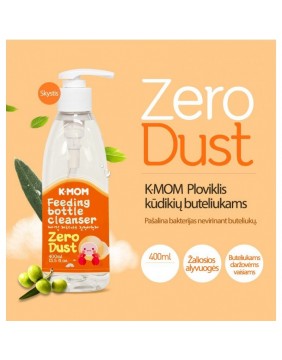 Skystis
Zero
Dust
K-MOM Ploviklis
kūdikių buteliukams
Pašalina bakterijas nevirinant buteliukų.
400ml
Žaliosios
alyvuogės
Buteliukams
daržovėms
vaisiams
K-MOM
Feeding
bottle
cleanser
Zero
Dust